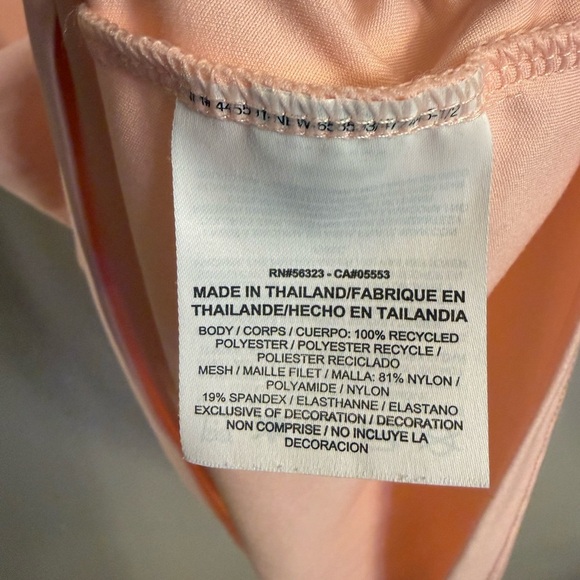 RN#56323 - CA#05553
MADE IN THAILAND/FABRIQUE EN
THAILANDE/HECHO EN TAILANDIA
BODY / CORPS / CUERPO: 100% RECYCLED
POLYESTER / POLYESTER RECYCLE /
POLIESTER RECICLADO
MESH / MAILLE FILET / MALLA: 81% NYLON /
POLYAMIDE / NYLON
19% SPANDEX / ELASTHANNE / ELASTANO
EXCLUSIVE OF DECORATION / DECORATION
NON COMPRISE / NO INCLUYE LA
DECORACION